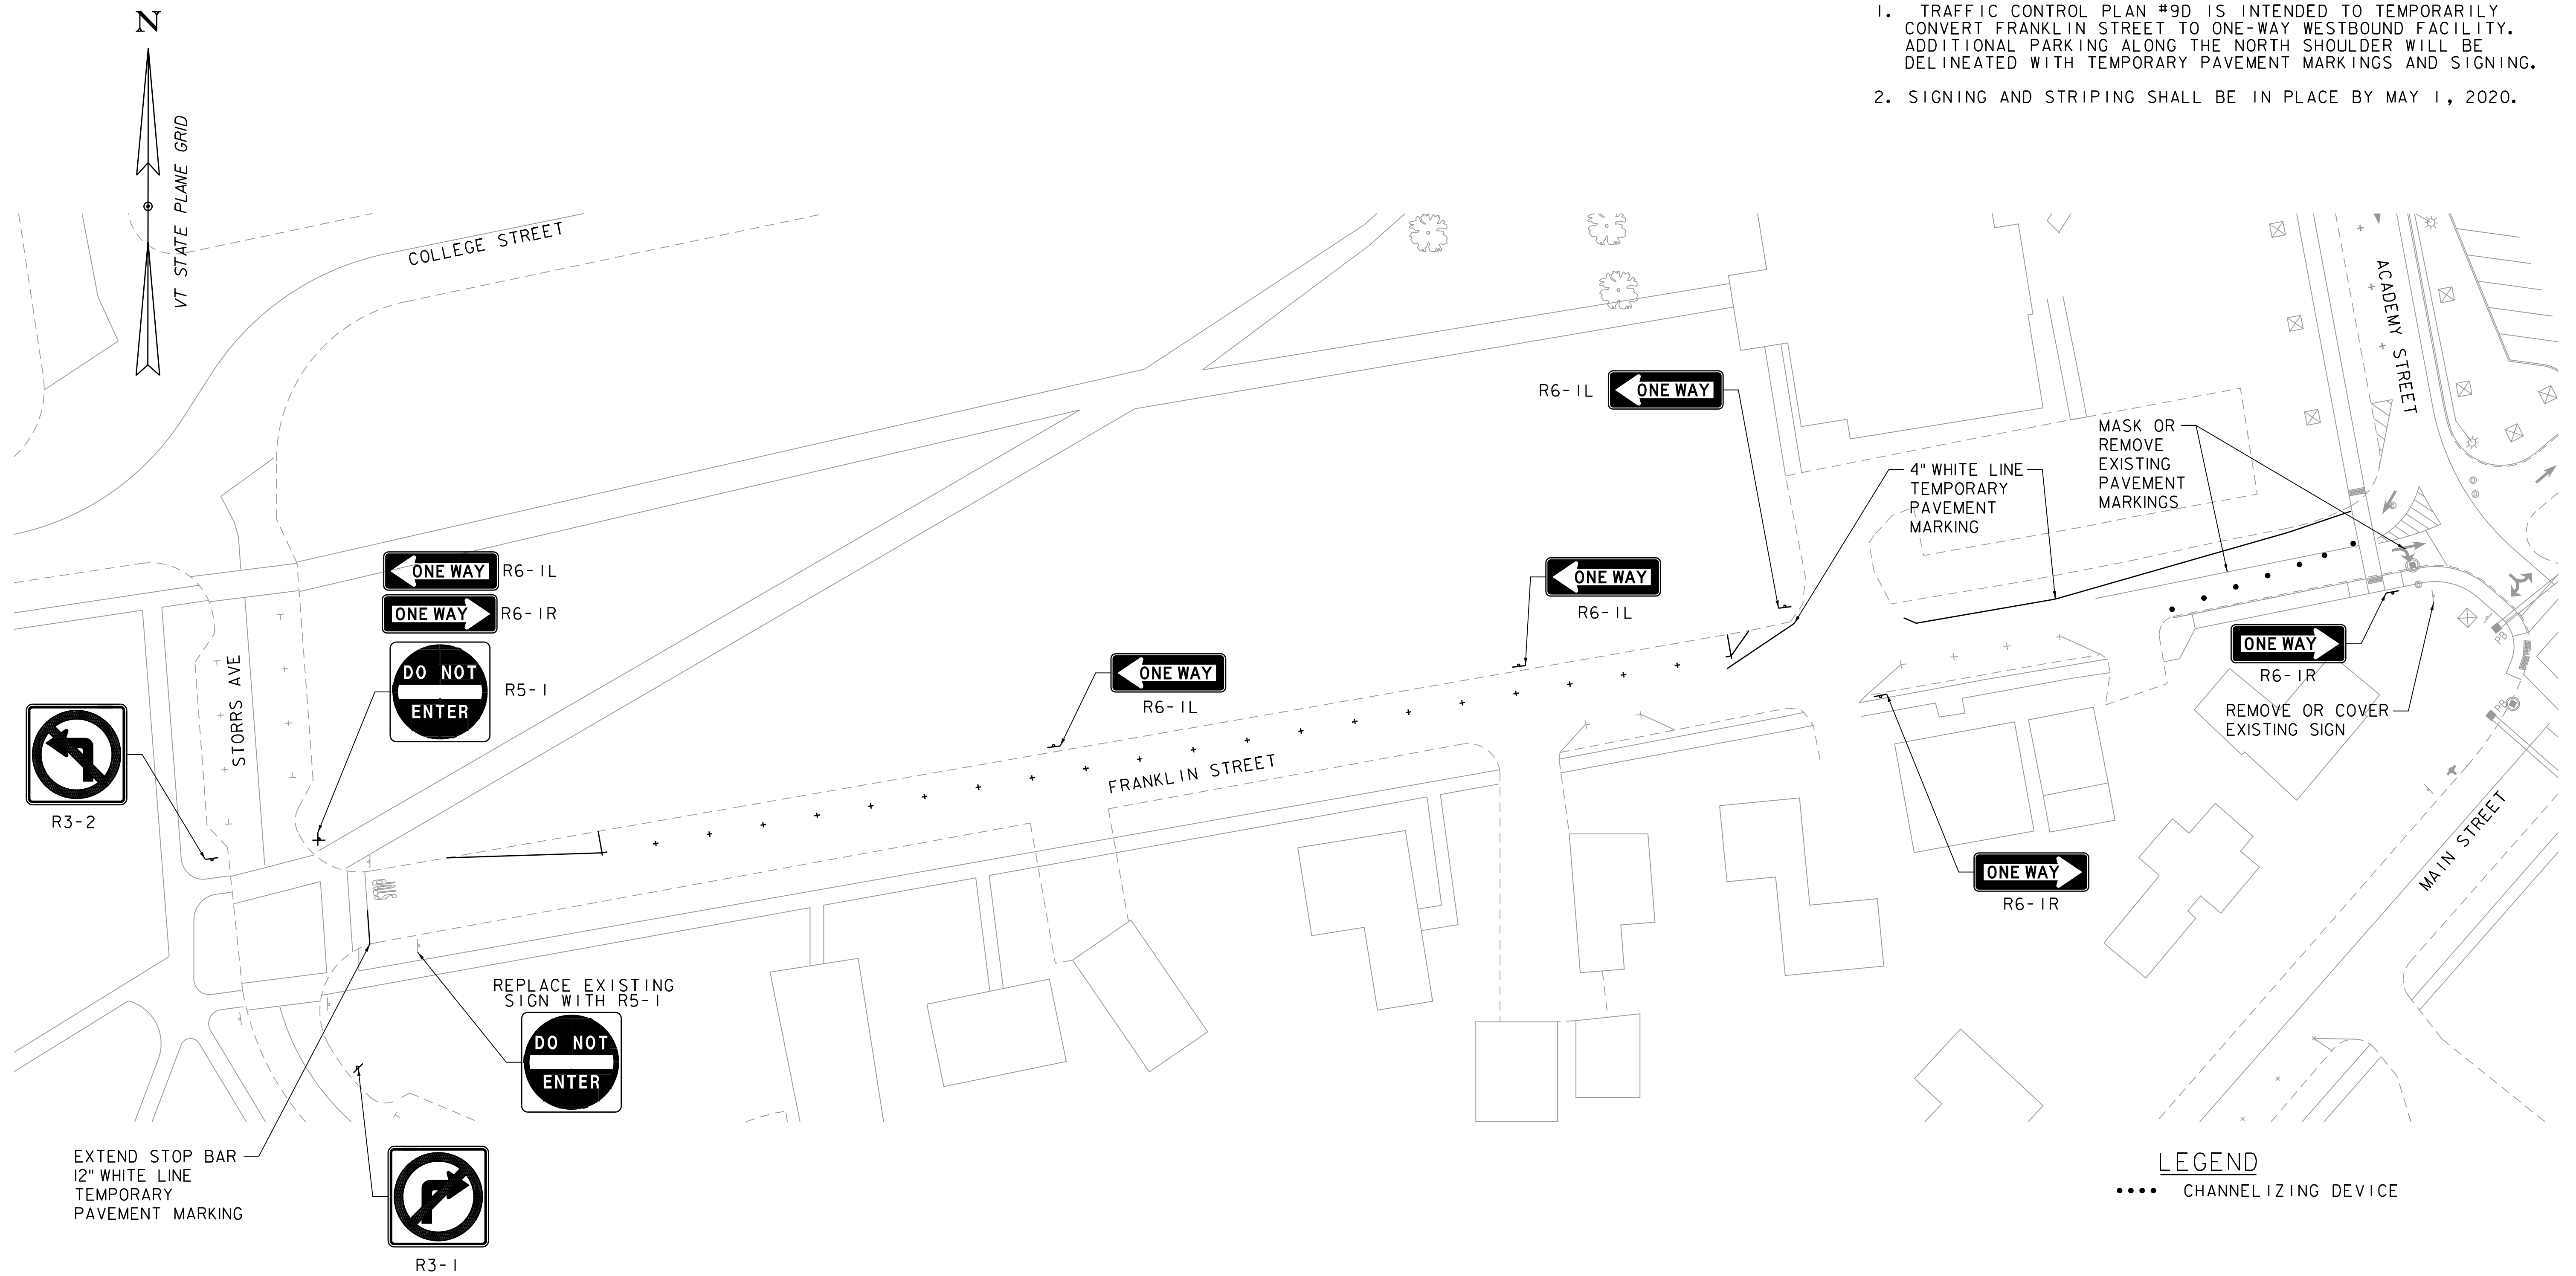 N
VT STATE PLANE GRID
1. TRAFFIC CONTROL PLAN #9D IS INTENDED TO TEMPORARILY
CONVERT FRANKLIN STREET TO ONE-WAY WESTBOUND FACILITY.
ADDITIONAL PARKING ALONG THE NORTH SHOULDER WILL BE
DELINEATED WITH TEMPORARY PAVEMENT MARKINGS AND SIGNING.
2. SIGNING AND STRIPING SHALL BE IN PLACE BY MAY 1, 2020.
COLLEGE STREET
ACADEMY STREET
R6-1L
ONE WAY
MASK OR
REMOVE
EXISTING
PAVEMENT
MARKINGS
4" WHITE LINE
TEMPORARY
PAVEMENT
MARKING
ONE WAY
R6-1L
ONE WAY
R6-1R
DO NOT
ENTER
R5-1
STORRS AVE
R3-2
ONE WAY
R6-1L
ONE WAY
R6-1L
FRANKLIN STREET
ONE WAY
R6-1R
REMOVE OR COVER
EXISTING SIGN
PB
PB
MAIN STREET
ONE WAY
R6-1R
STOP
REPLACE EXISTING
SIGN WITH R5-1
DO NOT
ENTER
EXTEND STOP BAR
12" WHITE LINE
TEMPORARY
PAVEMENT MARKING
R3-1
LEGEND
CHANNELIZING DEVICE